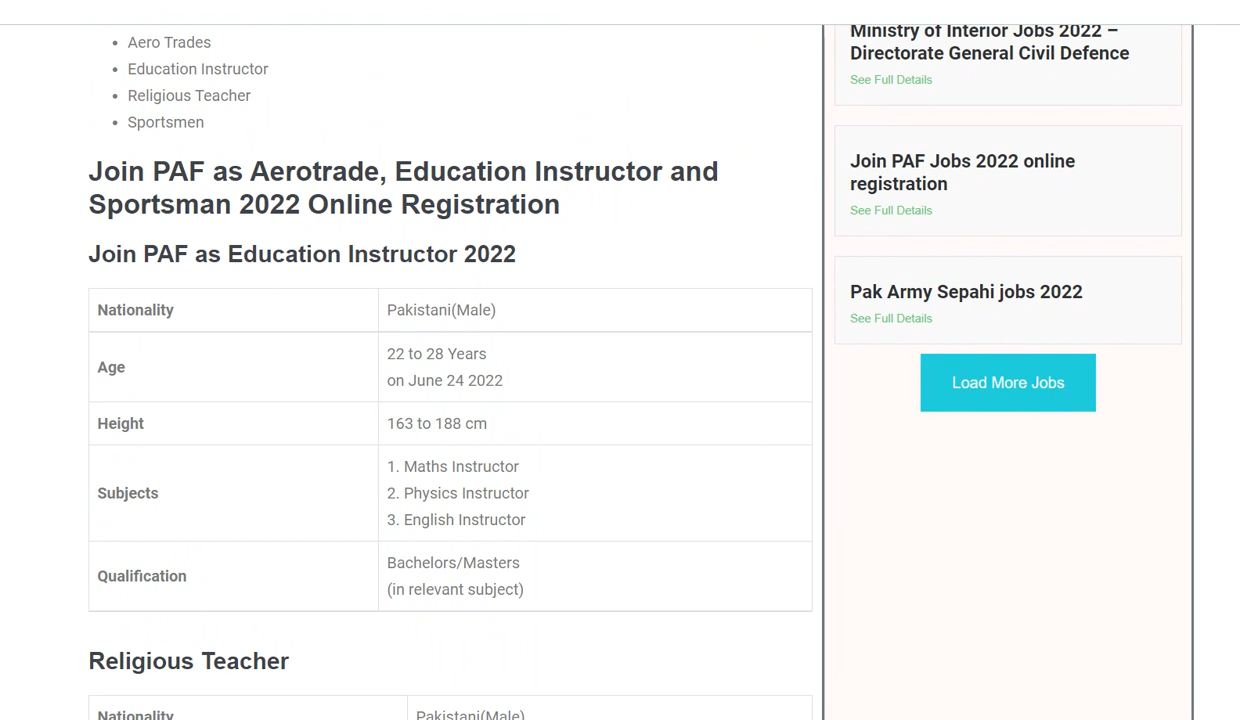 Aero Trades
Education Instructor
Religious Teacher
Sportsmen
Join PAF as Aerotrade, Education Instructor and
Sportsman 2022 Online Registration
Join PAF as Education Instructor 2022
Nationality
Pakistani(Male)
Age
22 to 28 Years
on June 24 2022
Height
163 to 188 cm
Subjects
1. Maths Instructor
2. Physics Instructor
3. English Instructor
Qualification
Bachelors/Masters
(in relevant subject)
Religious Teacher
Nationality
Pakistani(Male)
Ministry of Interior Jobs 2022 –
Directorate General Civil Defence
See Full Details
Join PAF Jobs 2022 online
registration
See Full Details
Pak Army Sepahi jobs 2022
See Full Details
Load More Jobs